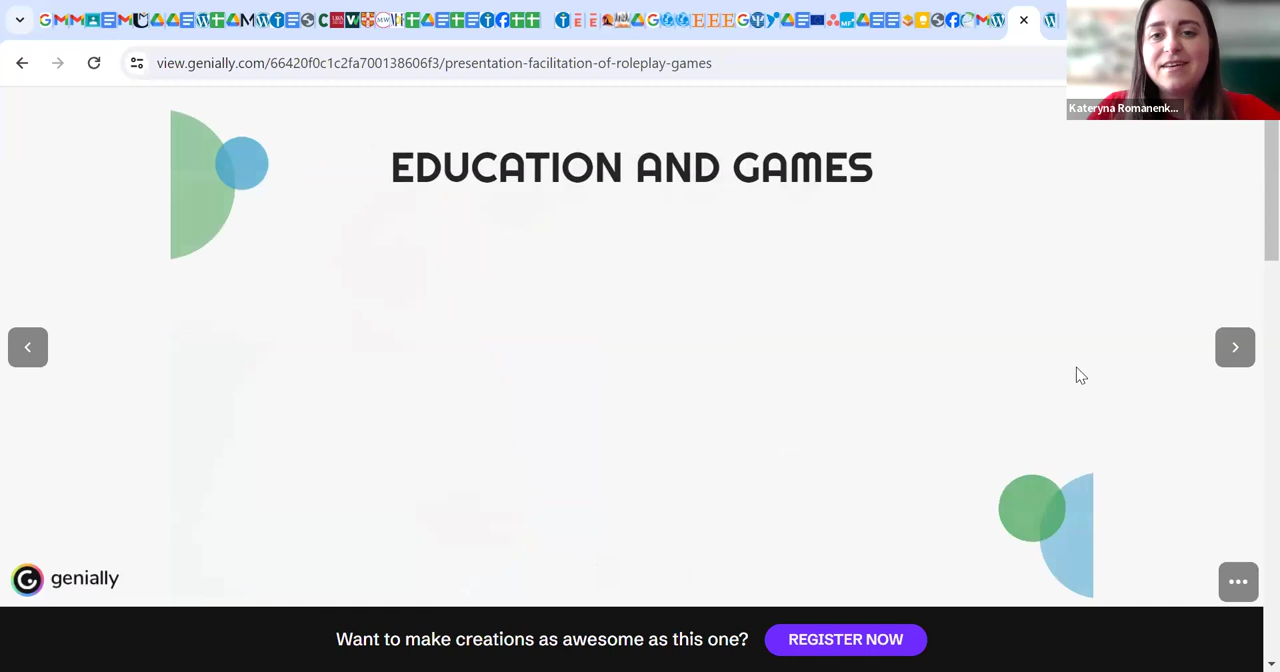 view.genially.com/66420f0c1c2fa700138606f3/presentation-facilitation-of-roleplay-games
Kateryna Romanenk...
EDUCATION AND GAMES
genially
Want to make creations as awesome as this one?
REGISTER NOW